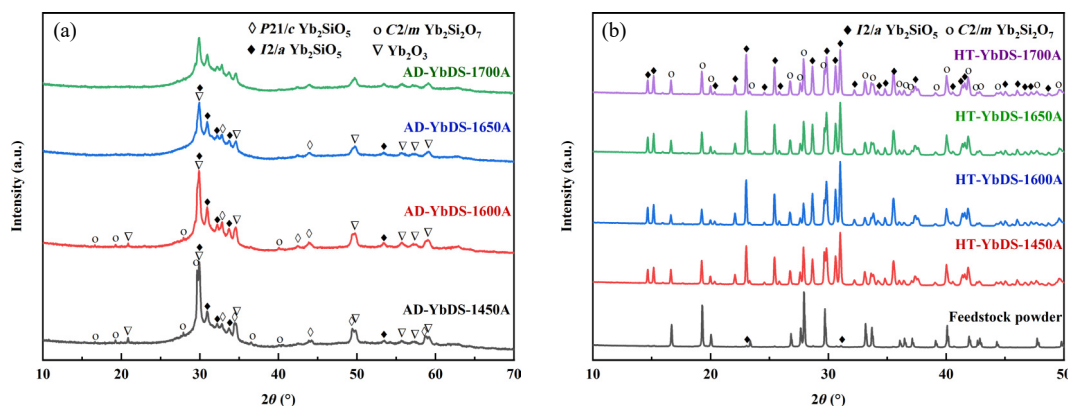 (a)
◊ P21/c Yb₂SiO₅ ○ C2/m Yb₂Si₂O₇
◆ I2/a Yb₂SiO₅ ▽ Yb₂O₃
AD-YbDS-1700A
AD-YbDS-1650A
AD-YbDS-1600A
AD-YbDS-1450A
Intensity (a.u.)
10 20 30 40 50 60 70
2θ (°)
(b)
◆ I2/a Yb₂SiO₅ ○ C2/m Yb₂Si₂O₇
HT-YbDS-1700A
HT-YbDS-1650A
HT-YbDS-1600A
HT-YbDS-1450A
Feedstock powder
Intensity (a.u.)
10 20 30 40 50
2θ (°)